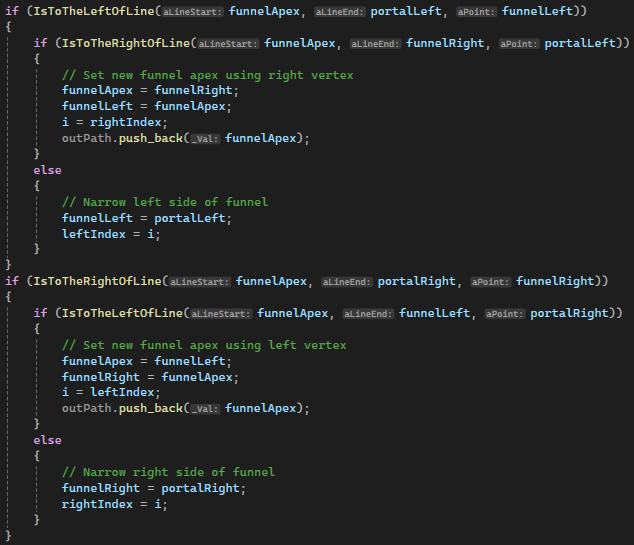 if (IsToTheLeftOfLine(aLineStart: funnelApex, aLineEnd: portalLeft, aPoint: funnelLeft))
{
if (IsToTheRightOfLine(aLineStart: funnelApex, aLineEnd: funnelRight, aPoint: portalLeft))
{
// Set new funnel apex using right vertex
funnelApex = funnelRight;
funnelLeft = funnelApex;
i = rightIndex;
outPath.push_back(_Val: funnelApex);
}
else
{
// Narrow left side of funnel
funnelLeft = portalLeft;
leftIndex = i;
}
}
if (IsToTheRightOfLine(aLineStart: funnelApex, aLineEnd: portalRight, aPoint: funnelRight))
{
if (IsToTheLeftOfLine(aLineStart: funnelApex, aLineEnd: funnelLeft, aPoint: portalRight))
{
// Set new funnel apex using left vertex
funnelApex = funnelLeft;
funnelRight = funnelApex;
i = leftIndex;
outPath.push_back(_Val: funnelApex);
}
else
{
// Narrow right side of funnel
funnelRight = portalRight;
rightIndex = i;
}
}